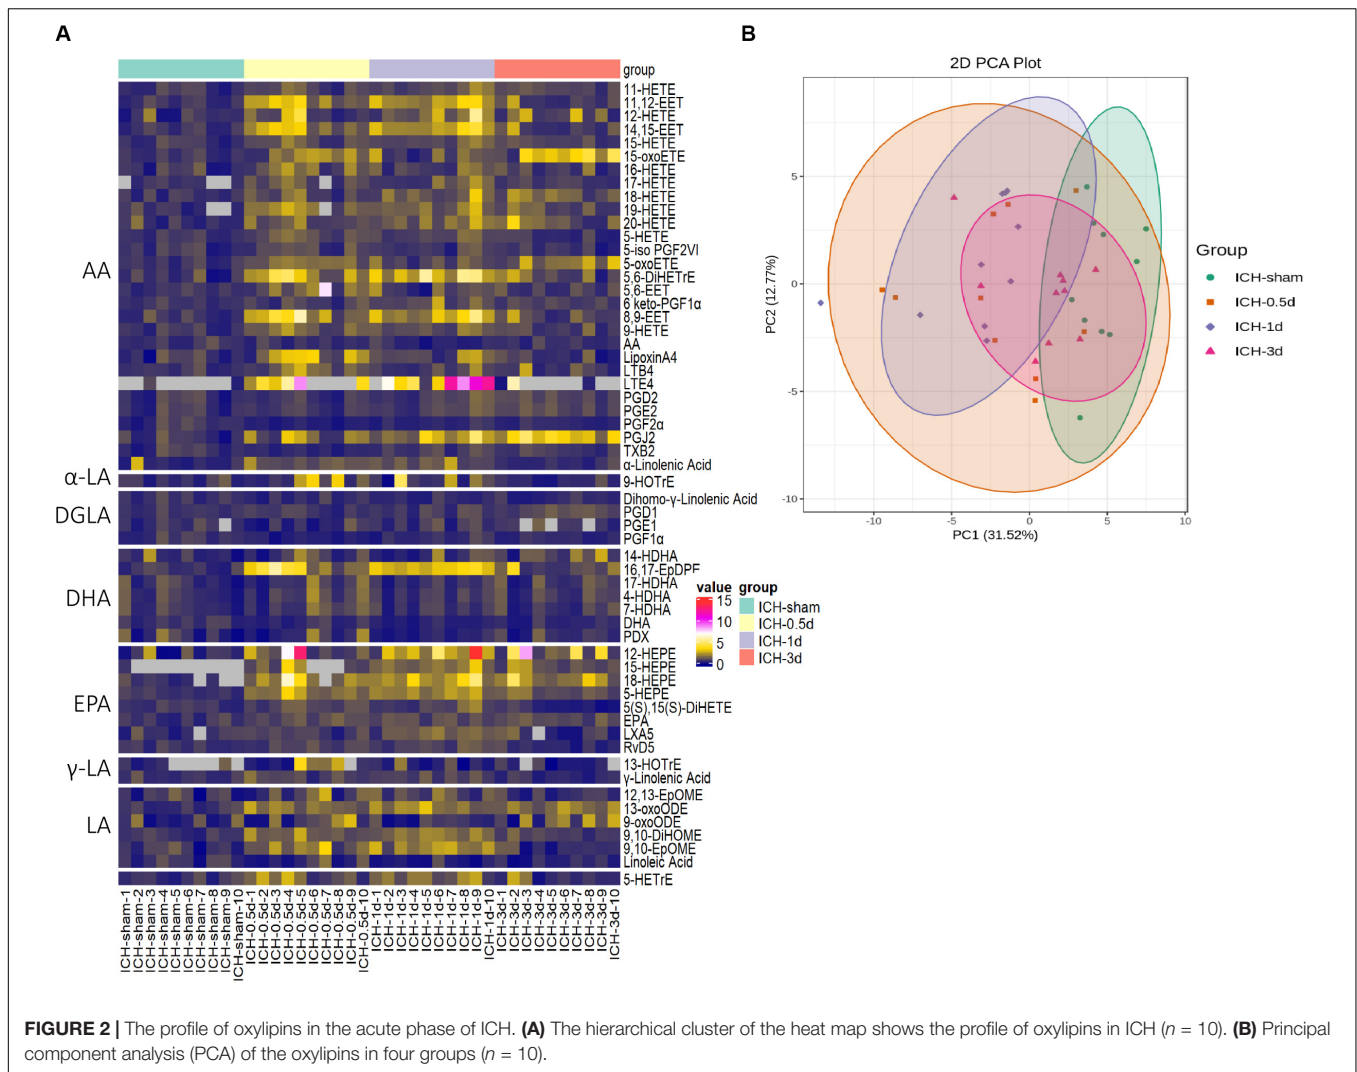 A
group
11-HETE
11,12-EET
12-HETE
14,15-EET
15-HETE
15-oxoETE
16-HETE
17-HETE
18-HETE
19-HETE
20-HETE
5-HETE
5-iso PGF2VI
5-oxoETE
5,6-DiHETrE
5,6-EET
6 keto-PGF1α
8,9-EET
9-HETE
AA
LipoxinA4
LTB4
LTE4
PGD2
PGE2
PGF2α
PGJ2
TXB2
α-Linolenic Acid
9-HOTrE
Dihomo-γ-Linolenic Acid
PGD1
PGE1
PGF1α
14-HDHA
16,17-EpDPE
17-HDHA
4-HDHA
7-HDHA
DHA
PDX
12-HEPE
15-HEPE
18-HEPE
5-HEPE
5(S),15(S)-DiHETE
EPA
LXA5
RvD5
13-HOTrE
γ-Linolenic Acid
12,13-EpOME
13-oxoODE
9-oxoODE
9,10-DiHOME
9,10-EpOME
Linoleic Acid
5-HETrE
AA
α-LA
DGLA
DHA
EPA
γ-LA
LA
ICH-sham-1
ICH-sham-2
ICH-sham-3
ICH-sham-4
ICH-sham-6
ICH-sham-5
ICH-sham-7
ICH-sham-8
ICH-sham-9
ICH-sham-10
ICH-0.5d-1
ICH-0.5d-2
ICH-0.5d-3
ICH-0.5d-4
ICH-0.5d-5
ICH-0.5d-6
ICH-0.5d-7
ICH-0.5d-8
ICH-0.5d-9
ICH-0.5d-10
ICH-1d-1
ICH-1d-2
ICH-1d-3
ICH-1d-4
ICH-1d-5
ICH-1d-6
ICH-1d-7
ICH-1d-8
ICH-1d-9
ICH-1d-10
ICH-3d-1
ICH-3d-2
ICH-3d-3
ICH-3d-4
ICH-3d-5
ICH-3d-6
ICH-3d-7
ICH-3d-8
ICH-3d-9
ICH-3d-10
value
15
10
5
0
group
ICH-sham
ICH-0.5d
ICH-1d
ICH-3d
B
2D PCA Plot
PC2 (12.77%)
5
0
-5
-10
-10
-5
0
5
10
PC1 (31.52%)
Group
ICH-sham
ICH-0.5d
ICH-1d
ICH-3d
FIGURE 2 | The profile of oxylipins in the acute phase of ICH. (A) The hierarchical cluster of the heat map shows the profile of oxylipins in ICH (n = 10). (B) Principal
component analysis (PCA) of the oxylipins in four groups (n = 10).